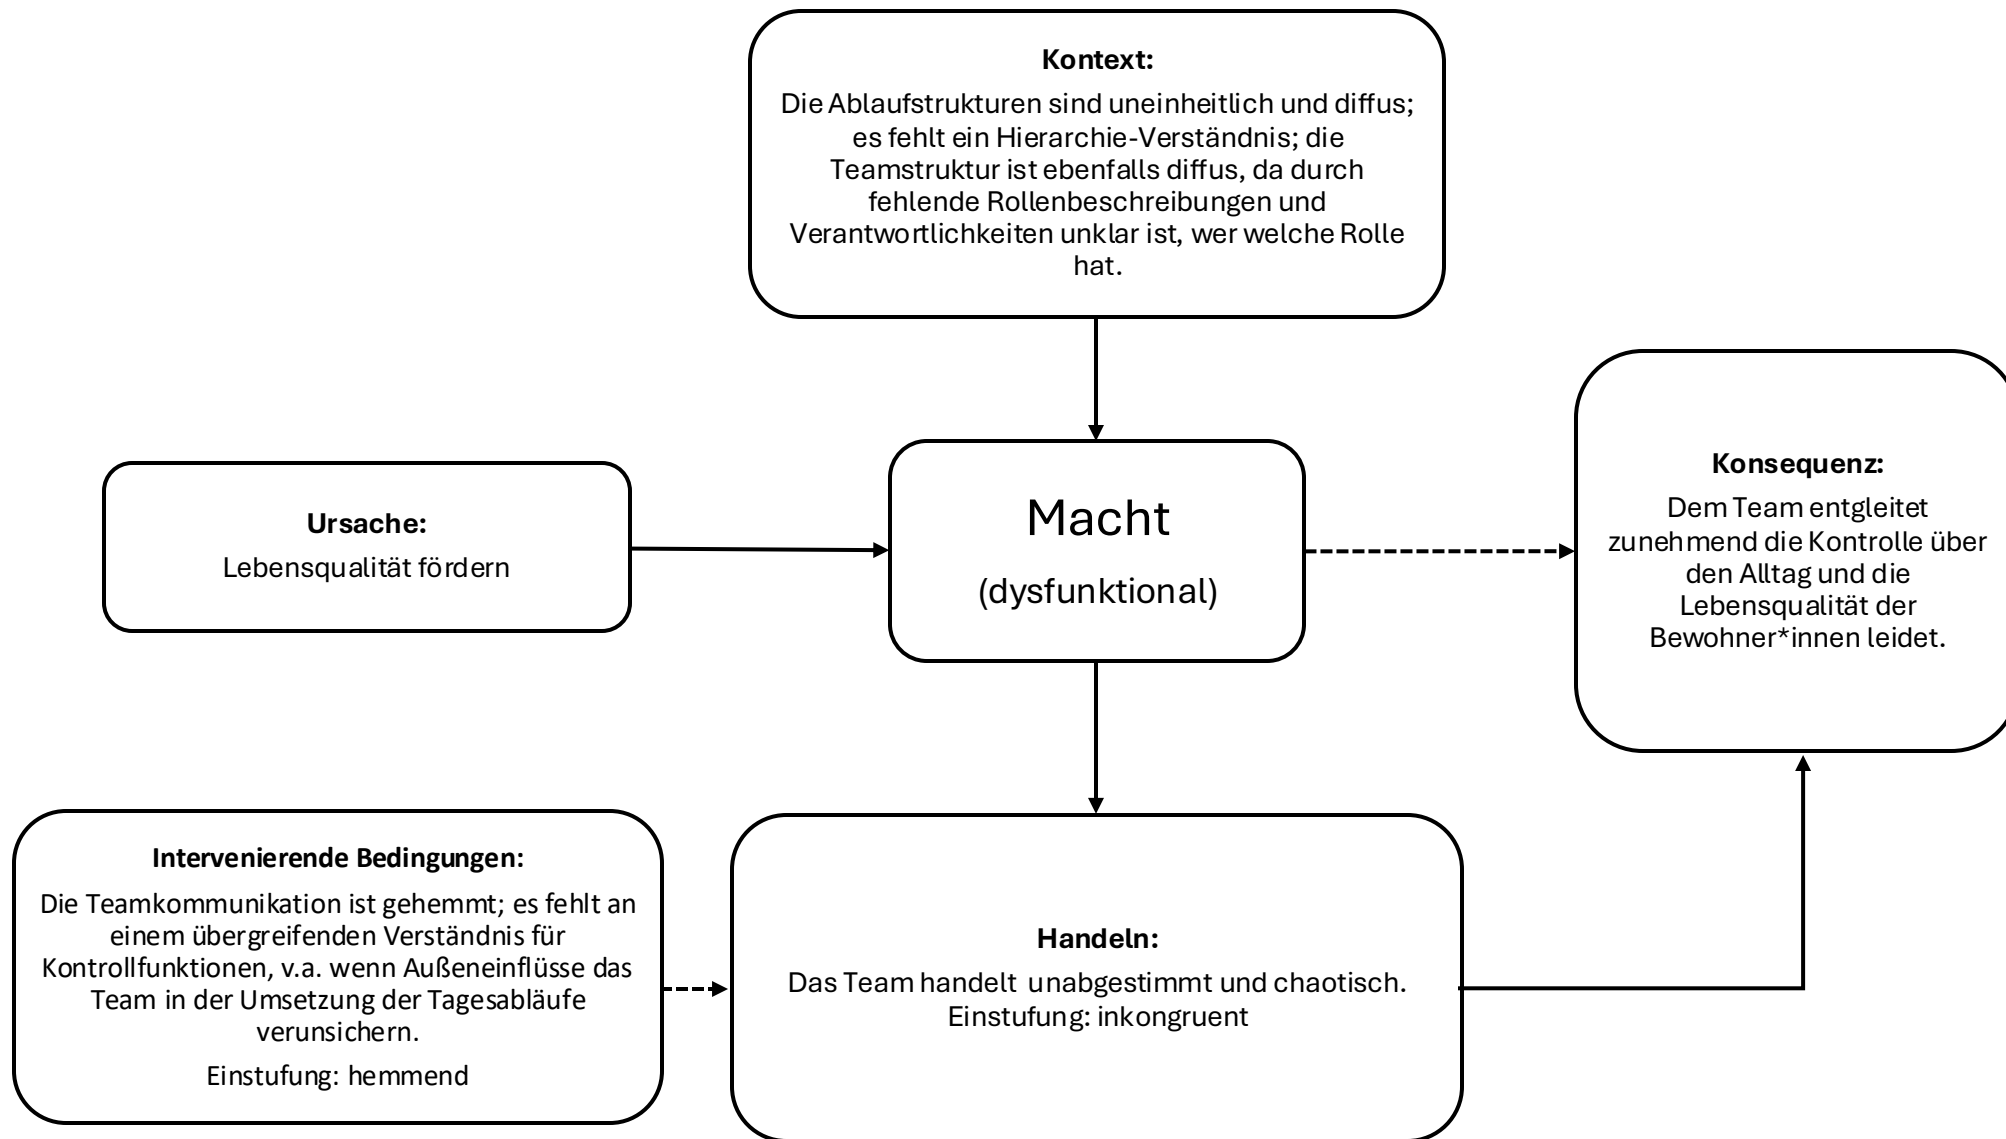 Kontext:
Die Ablaufstrukturen sind uneinheitlich und diffus;
es fehlt ein Hierarchie-Verständnis; die
Teamstruktur ist ebenfalls diffus, da durch
fehlende Rollenbeschreibungen und
Verantwortlichkeiten unklar ist, wer welche Rolle
hat.
Ursache:
Lebensqualität fördern
Macht
(dysfunktional)
Konsequenz:
Dem Team entgleitet
zunehmend die Kontrolle über
den Alltag und die
Lebensqualität der
Bewohner*innen leidet.
Intervenierende Bedingungen:
Die Teamkommunikation ist gehemmt; es fehlt an
einem übergreifenden Verständnis für
Kontrollfunktionen, v.a. wenn Außeneinflüsse das
Team in der Umsetzung der Tagesabläufe
verunsichern.
Einstufung: hemmend
Handeln:
Das Team handelt unabgestimmt und chaotisch.
Einstufung: inkongruent